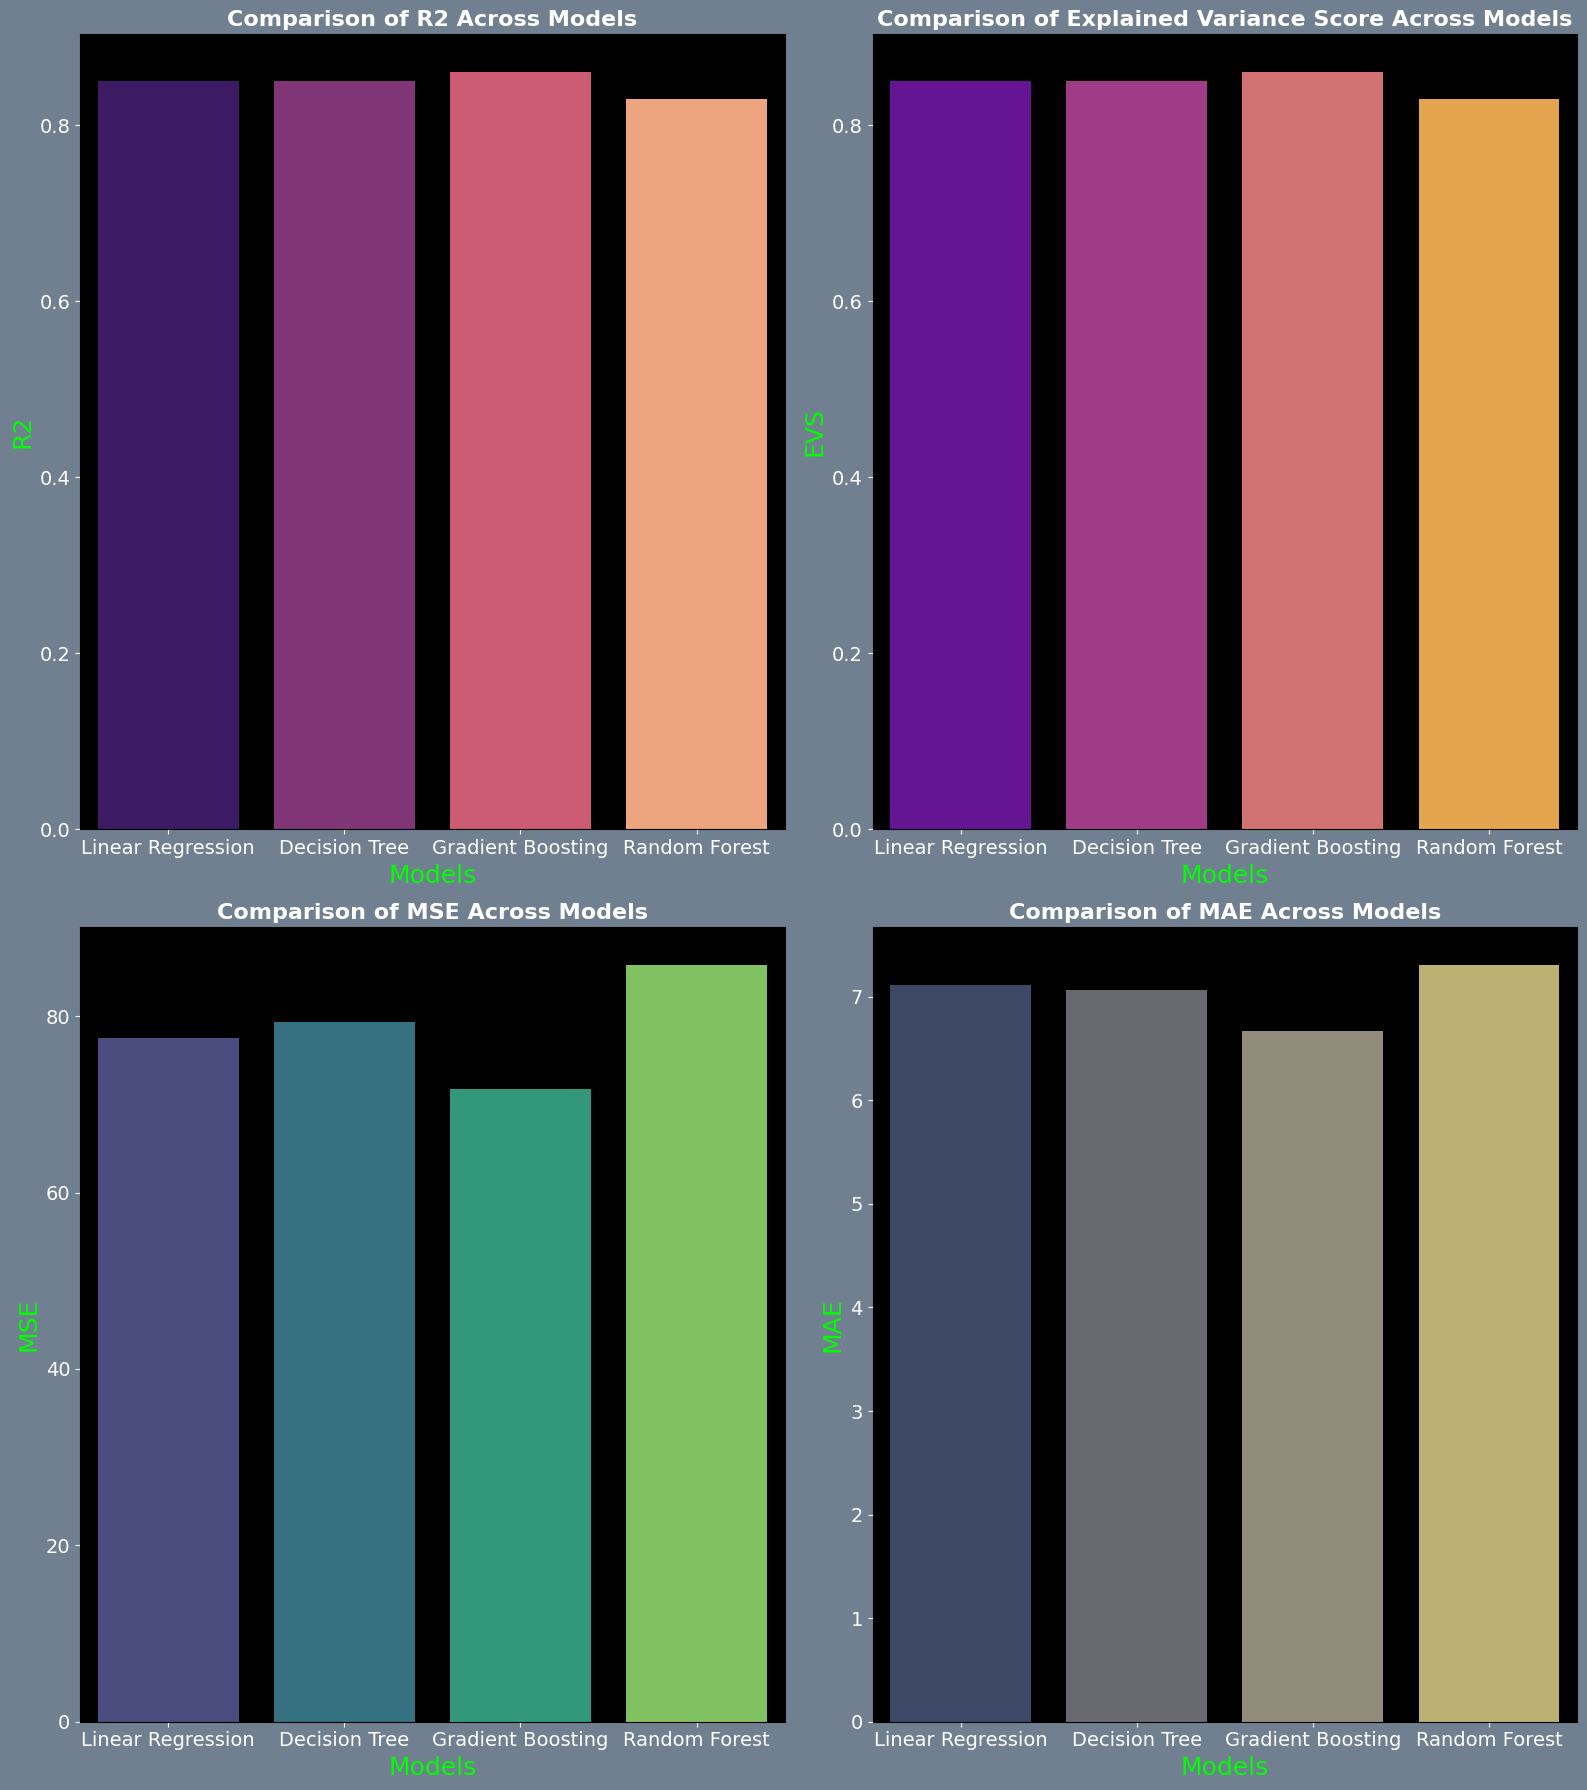 Comparison of R2 Across Models
R2
0.8
0.6
0.4
0.2
0.0
Linear Regression Decision Tree Gradient Boosting Random Forest
Models
Comparison of Explained Variance Score Across Models
EVS
0.8
0.6
0.4
0.2
0.0
Linear Regression Decision Tree Gradient Boosting Random Forest
Models
Comparison of MSE Across Models
MSE
80
60
40
20
0
Linear Regression Decision Tree Gradient Boosting Random Forest
Models
Comparison of MAE Across Models
MAE
7
6
5
4
3
2
1
0
Linear Regression Decision Tree Gradient Boosting Random Forest
Models